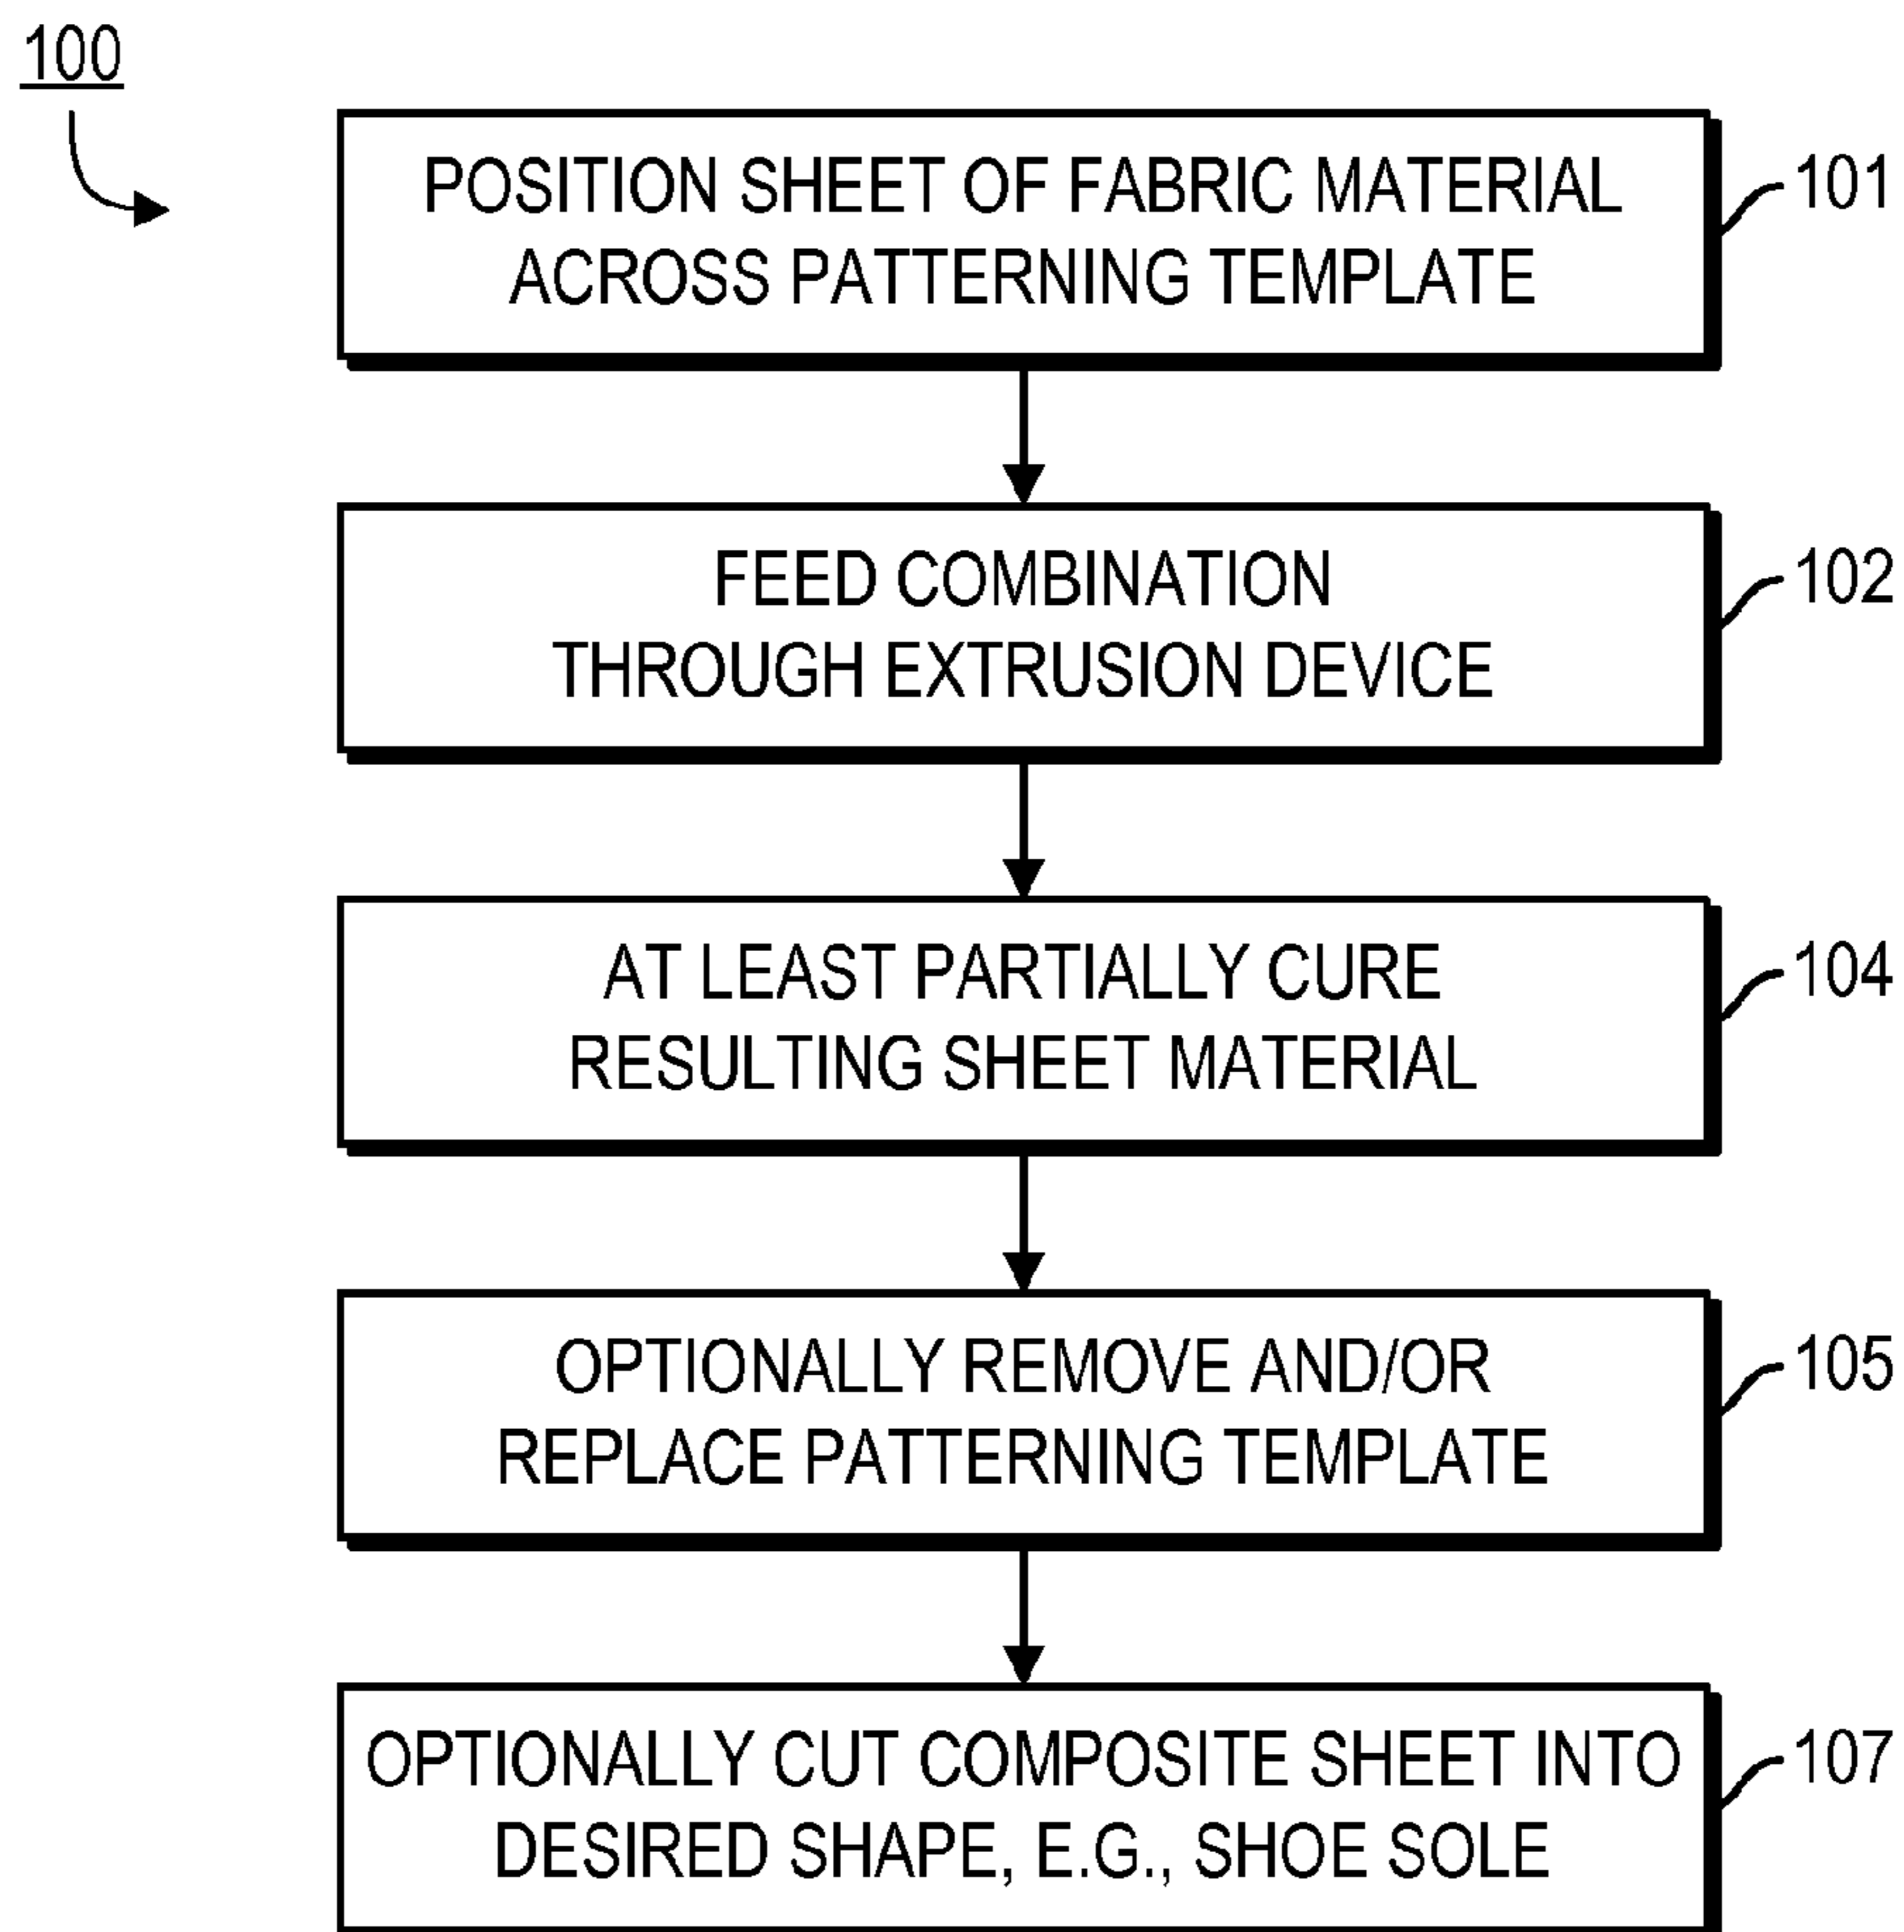 100
POSITION SHEET OF FABRIC MATERIAL
ACROSS PATTERNING TEMPLATE
101
FEED COMBINATION
THROUGH EXTRUSION DEVICE
102
AT LEAST PARTIALLY CURE
RESULTING SHEET MATERIAL
104
OPTIONALLY REMOVE AND/OR
REPLACE PATTERNING TEMPLATE
105
OPTIONALLY CUT COMPOSITE SHEET INTO
DESIRED SHAPE, E.G., SHOE SOLE
107